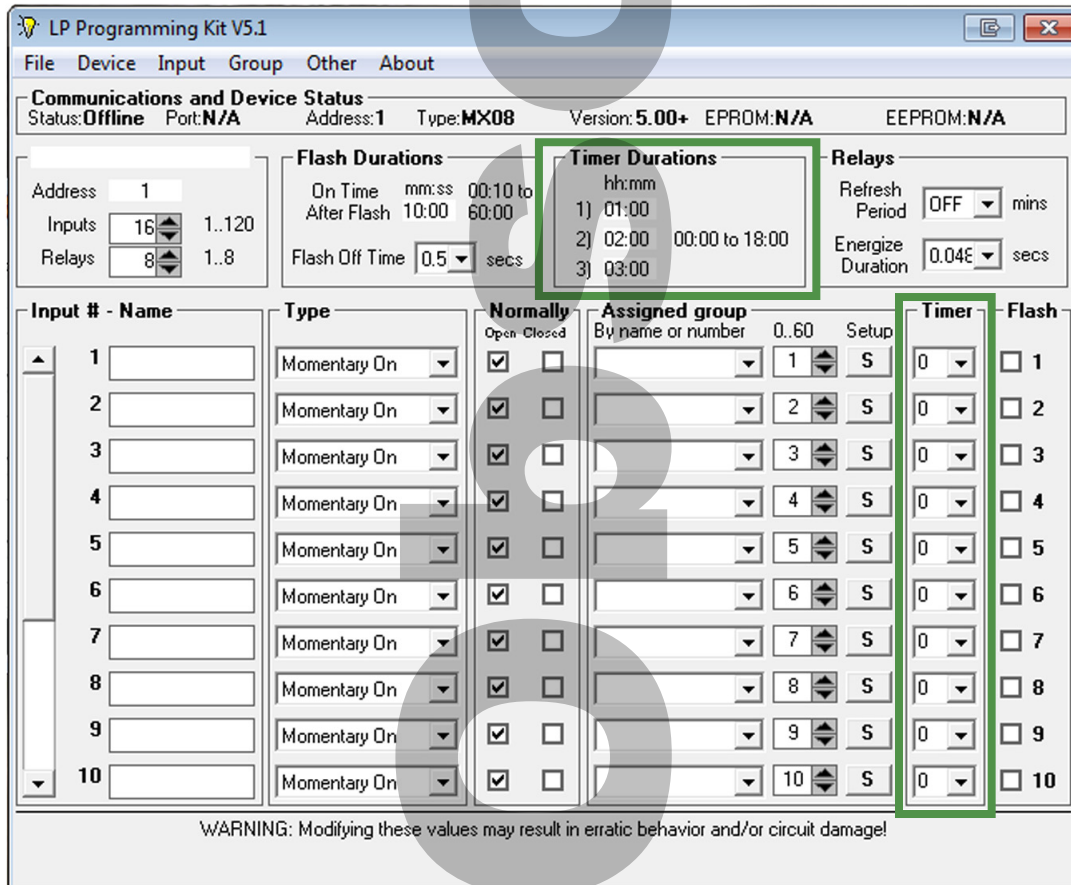 LP Programming Kit V5.1
File Device Input Group Other About
Communications and Device Status
Status:Offline Port:N/A Address:1 Type:MX08 Version: 5.00+ EPROM:N/A EEPROM:N/A
Flash Durations Timer Durations Relays
Address 1 On Time mm:ss 00:10 to hh:mm Refresh
After Flash 10:00 60:00 1) 01:00 Period OFF mins
Inputs 16 1..120 2) 02:00 00:00 to 18:00
Relays 8 1..8 Flash Off Time 0.5 secs 3) 03:00 Energize Duration 0.048 secs
Input # - Name Type Normally Assigned group Timer Flash
Open Closed By name or number 0..60 Setup
1 Momentary On 1 S 0 1
2 Momentary On 2 S 0 2
3 Momentary On 3 S 0 3
4 Momentary On 4 S 0 4
5 Momentary On 5 S 0 5
6 Momentary On 6 S 0 6
7 Momentary On 7 S 0 7
8 Momentary On 8 S 0 8
9 Momentary On 9 S 0 9
10 Momentary On 10 S 0 10
WARNING: Modifying these values may result in erratic behavior and/or circuit damage!